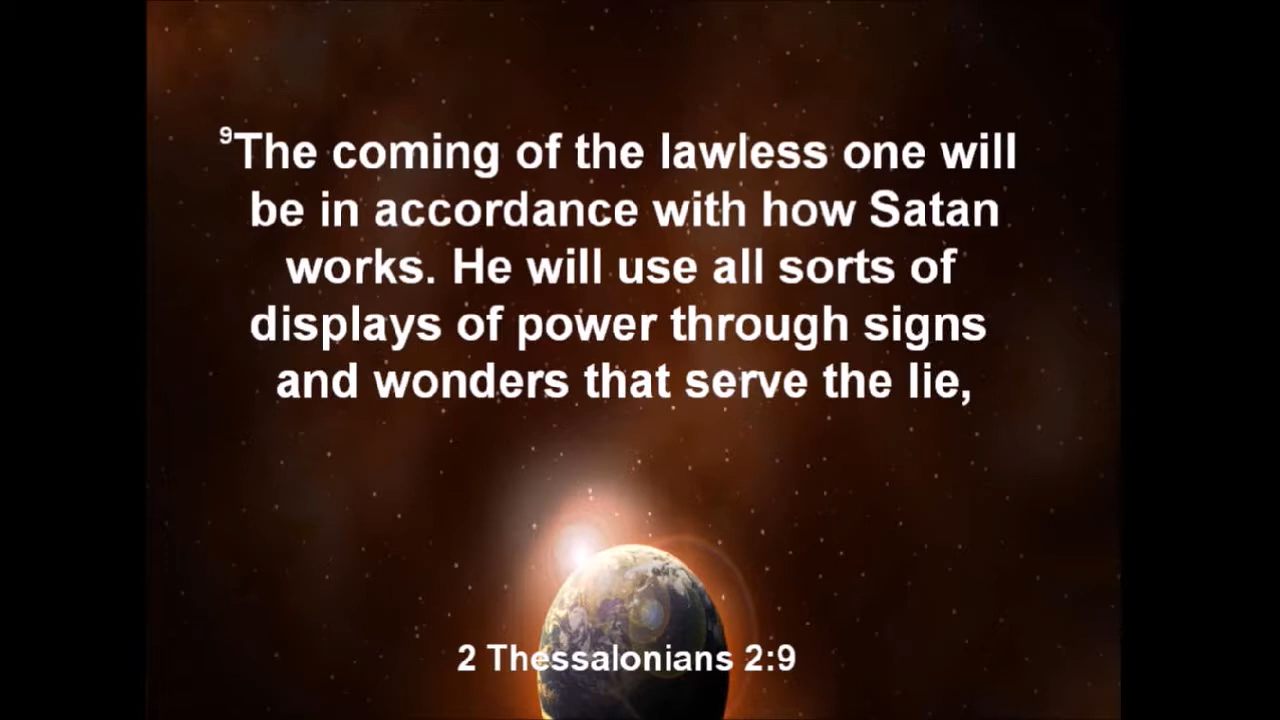 ⁹The coming of the lawless one will
be in accordance with how Satan
works. He will use all sorts of
displays of power through signs
and wonders that serve the lie,
2 Thessalonians 2:9